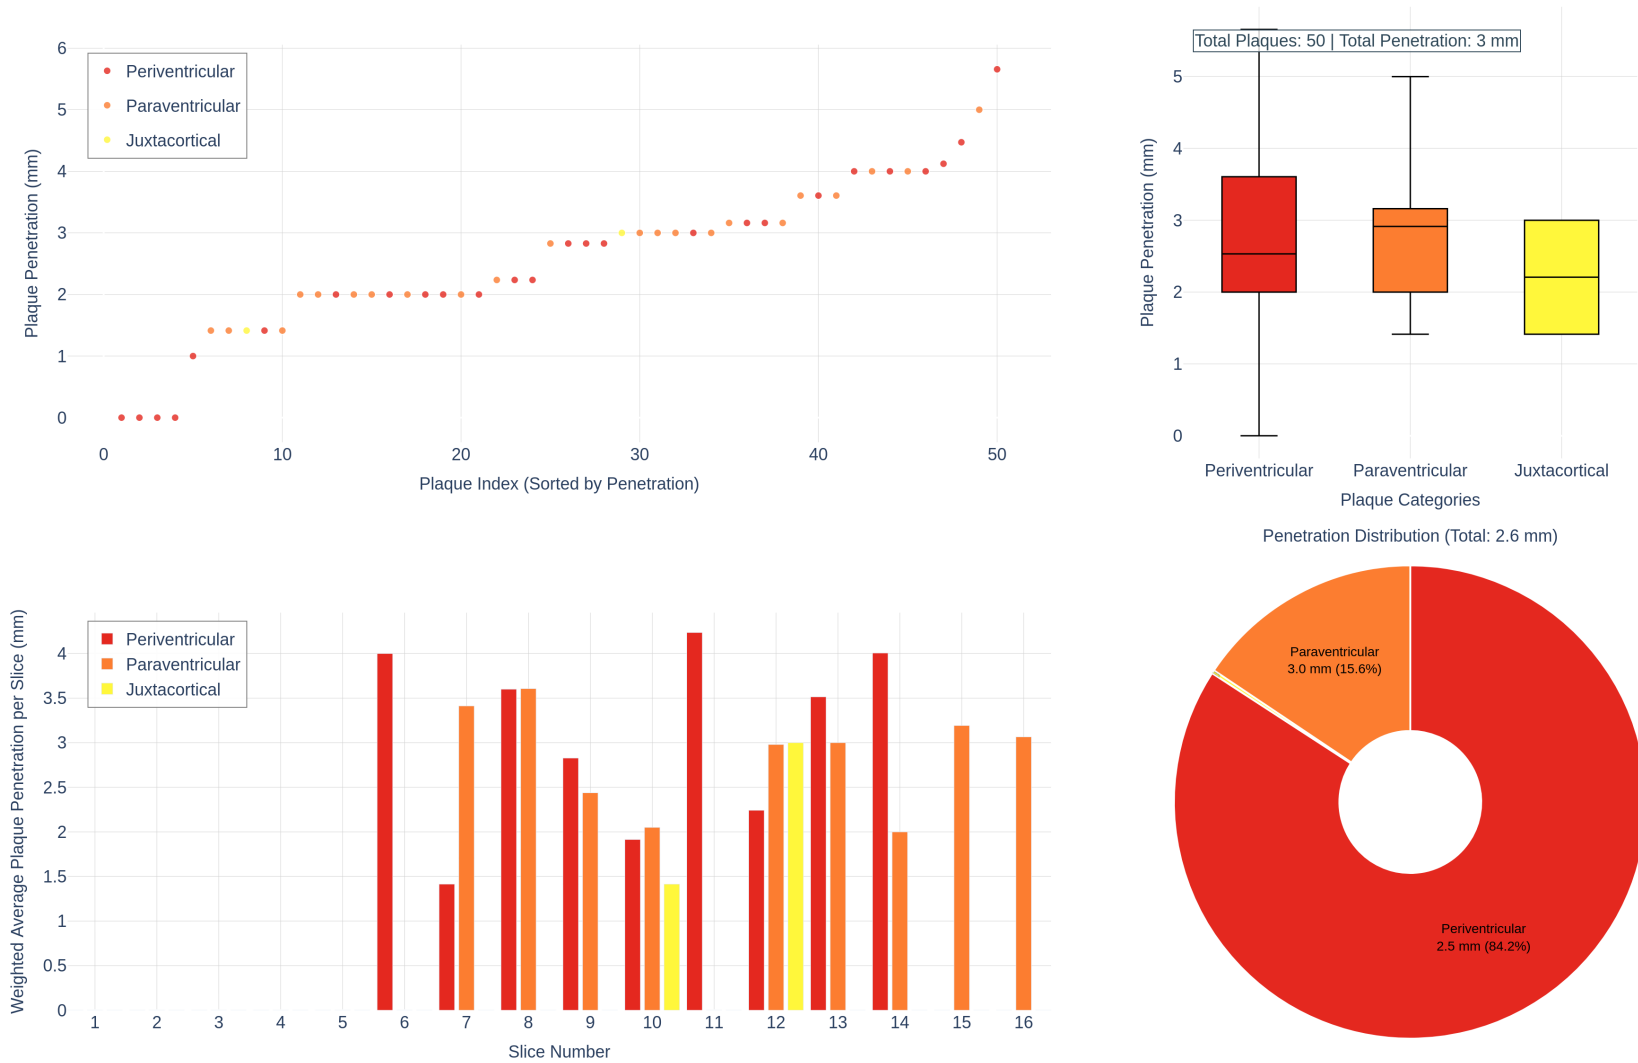 6
5
4
3
2
1
0
Plaque Penetration (mm)
Periventricular
Paraventricular
Juxtacortical
0 10 20 30 40 50
Plaque Index (Sorted by Penetration)
Total Plaques: 50 | Total Penetration: 3 mm
5
4
3
2
1
0
Plaque Penetration (mm)
Periventricular Paraventricular Juxtacortical
Plaque Categories
4
3.5
3
2.5
2
1.5
1
0.5
0
Weighted Average Plaque Penetration per Slice (mm)
Periventricular
Paraventricular
Juxtacortical
1 2 3 4 5 6 7 8 9 10 11 12 13 14 15 16
Slice Number
Penetration Distribution (Total: 2.6 mm)
Paraventricular
3.0 mm (15.6%)
Periventricular
2.5 mm (84.2%)